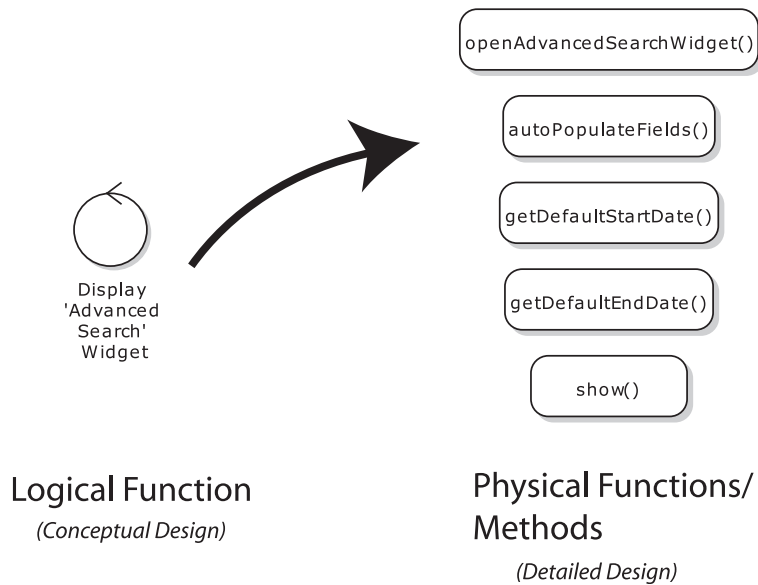 openAdvancedSearchWidget()
autoPopulateFields()
getDefaultStartDate()
getDefaultEndDate()
show()
Display
'Advanced
Search'
Widget
Logical Function
(Conceptual Design)
Physical Functions/
Methods
(Detailed Design)